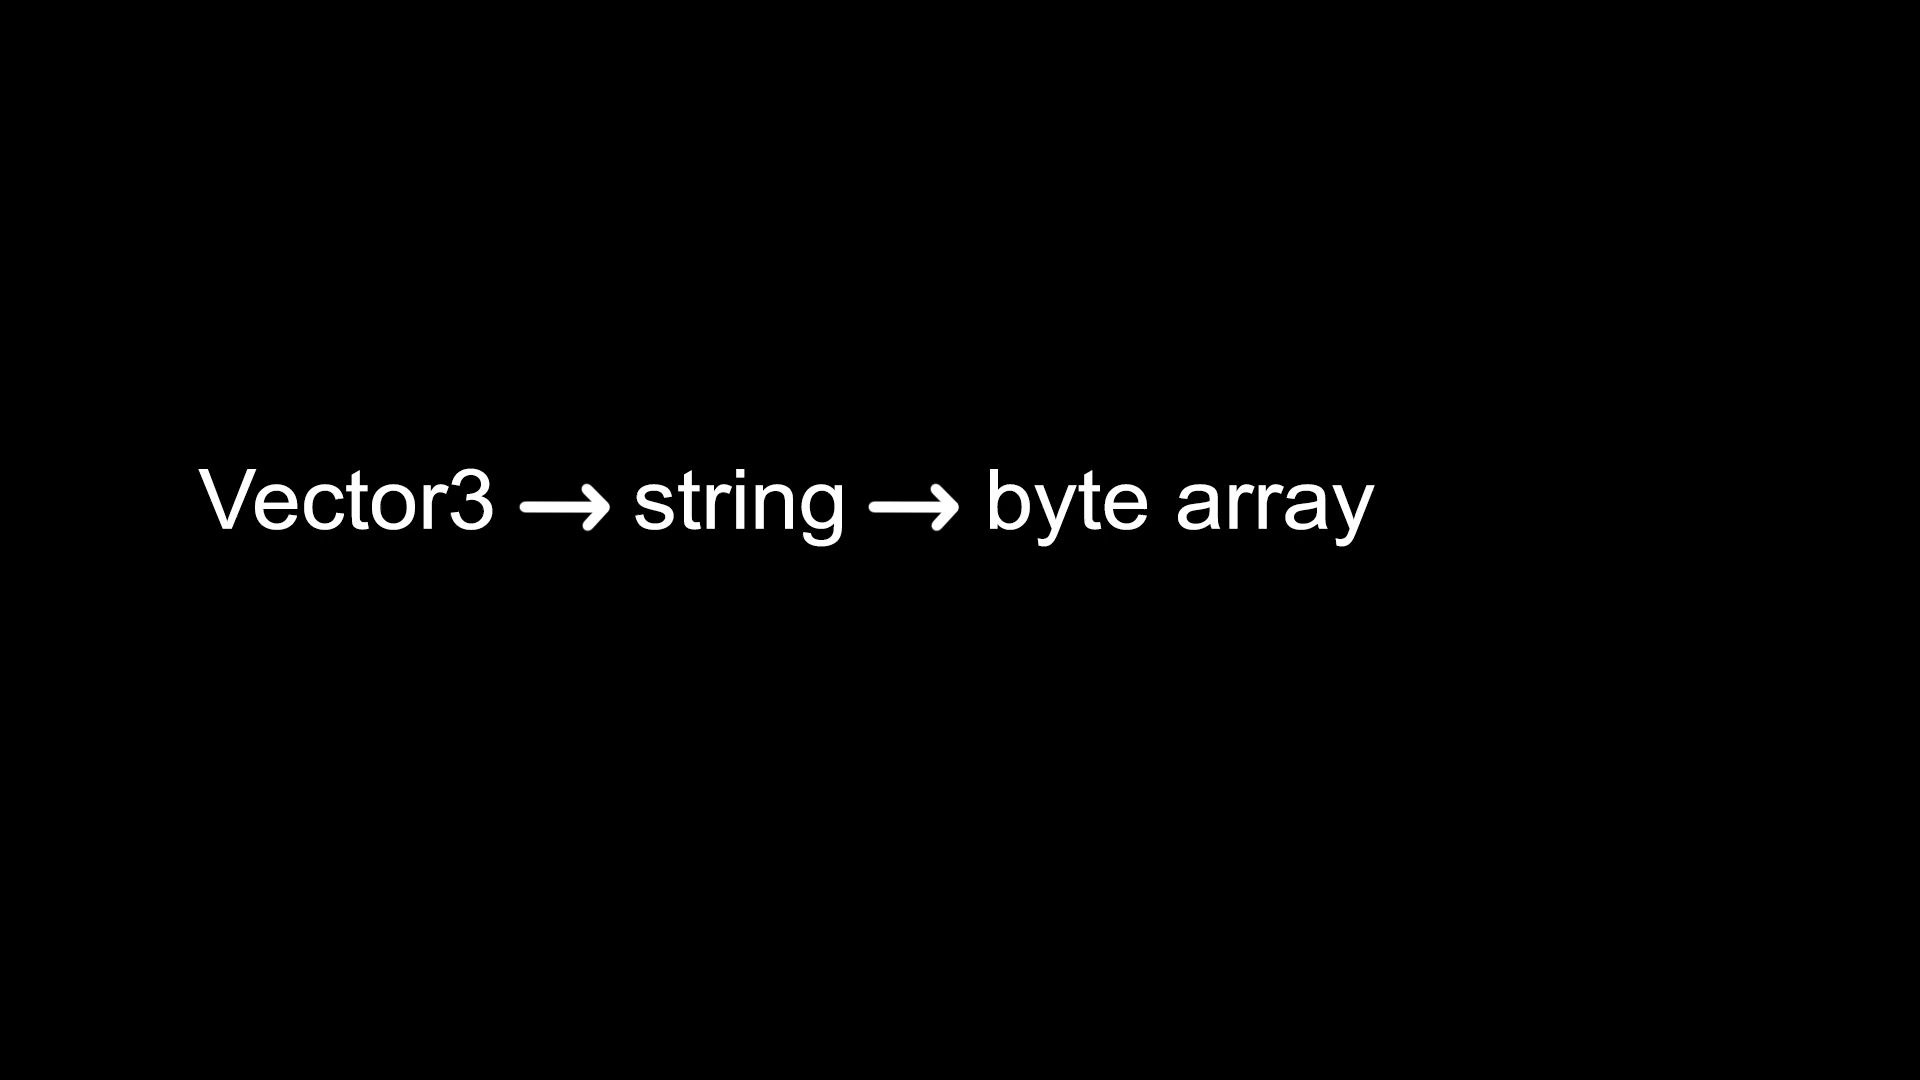 Vector3 → string → byte array